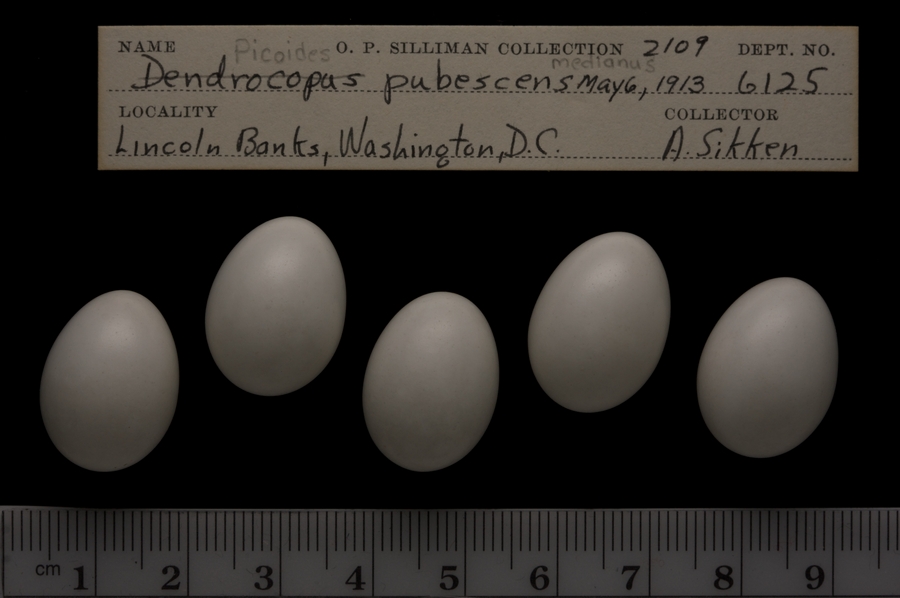 NAME Picoides O. P. SILLIMAN COLLECTION 2109 DEPT. NO.
medianus
Dendrocopus pubescens May 6, 1913 6125
LOCALITY COLLECTOR
Lincoln Banks, Washington, D.C. A. Sikken
cm 1 2 3 4 5 6 7 8 9